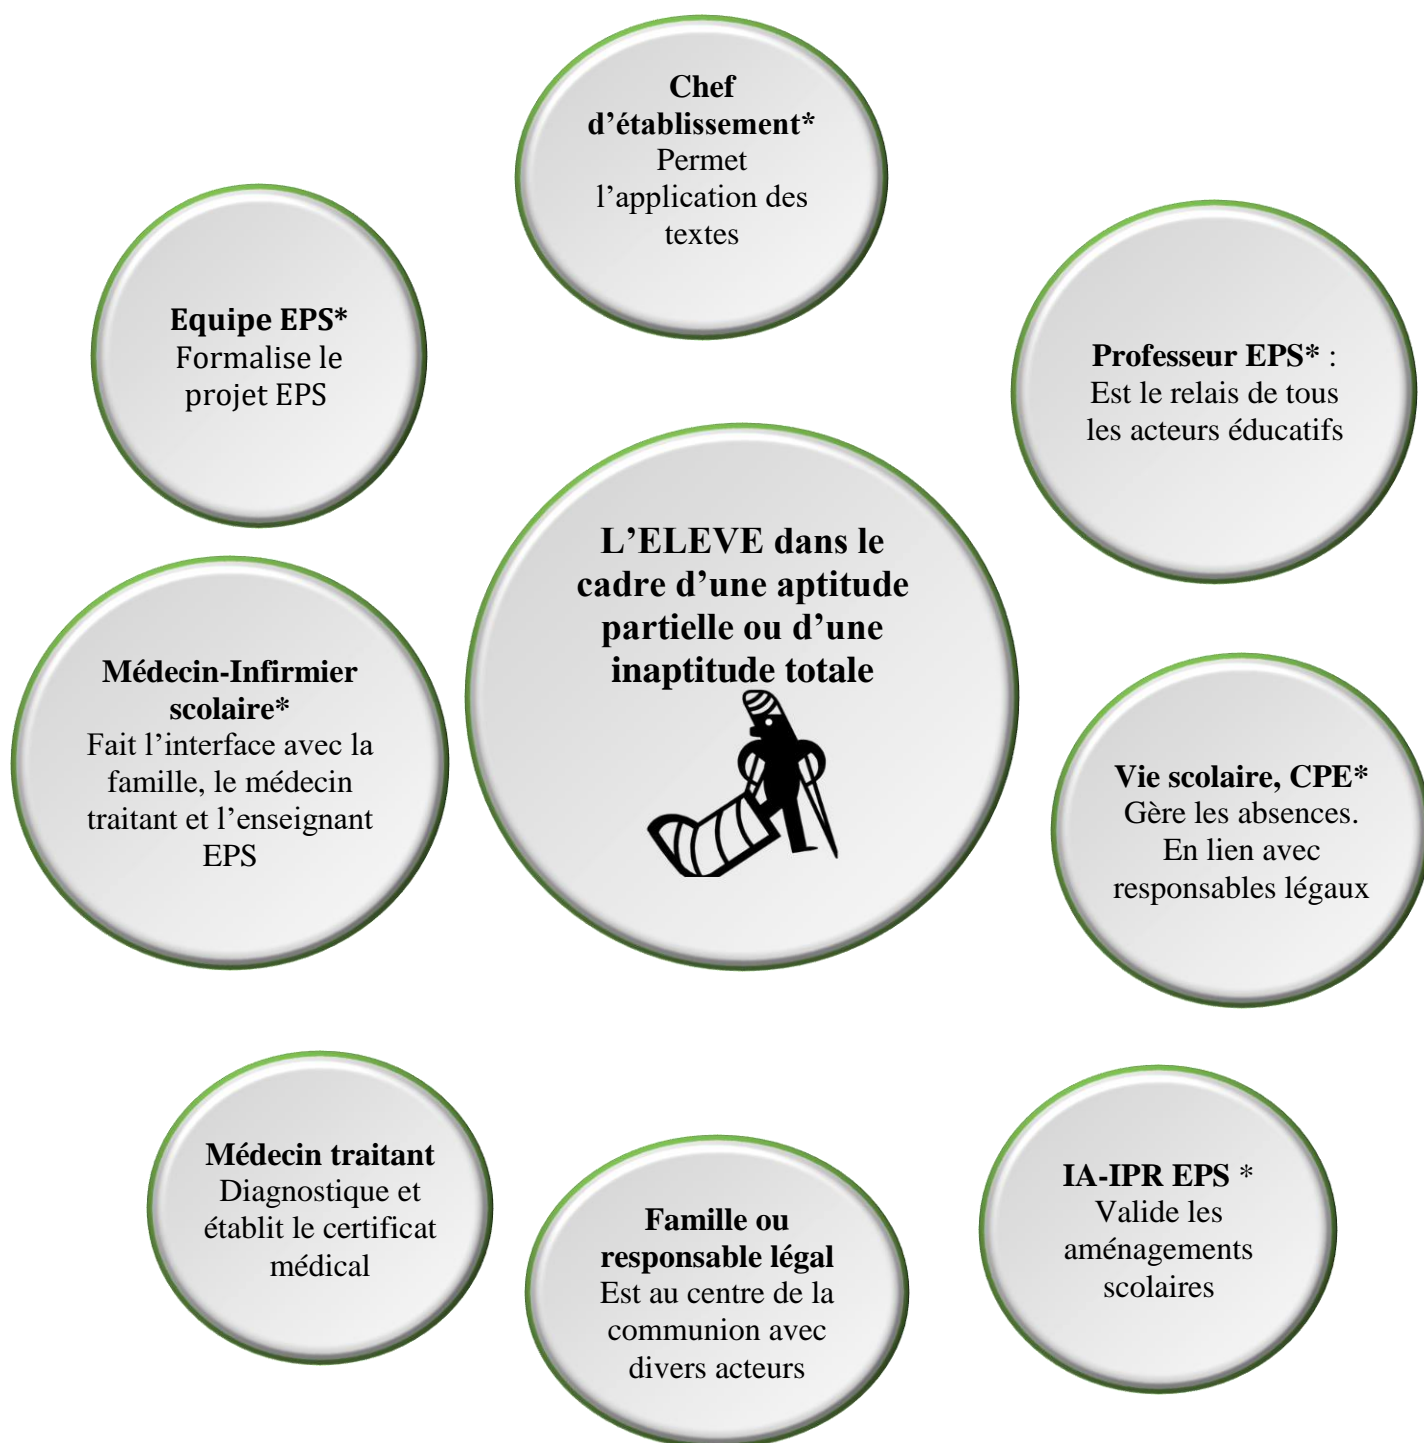 Chef
d’établissement*
Permet
l’application des
textes
Equipe EPS*
Formalise le
projet EPS
Professeur EPS* :
Est le relais de tous
les acteurs éducatifs
L’ELEVE dans le
cadre d’une aptitude
partielle ou d’une
inaptitude totale
Médecin-Infirmier
scolaire*
Fait l’interface avec la
famille, le médecin
traitant et l’enseignant
EPS
Vie scolaire, CPE*
Gère les absences.
En lien avec
responsables légaux
Médecin traitant
Diagnostique et
établit le certificat
médical
Famille ou
responsable légal
Est au centre de la
communion avec
divers acteurs
IA-IPR EPS *
Valide les
aménagements
scolaires